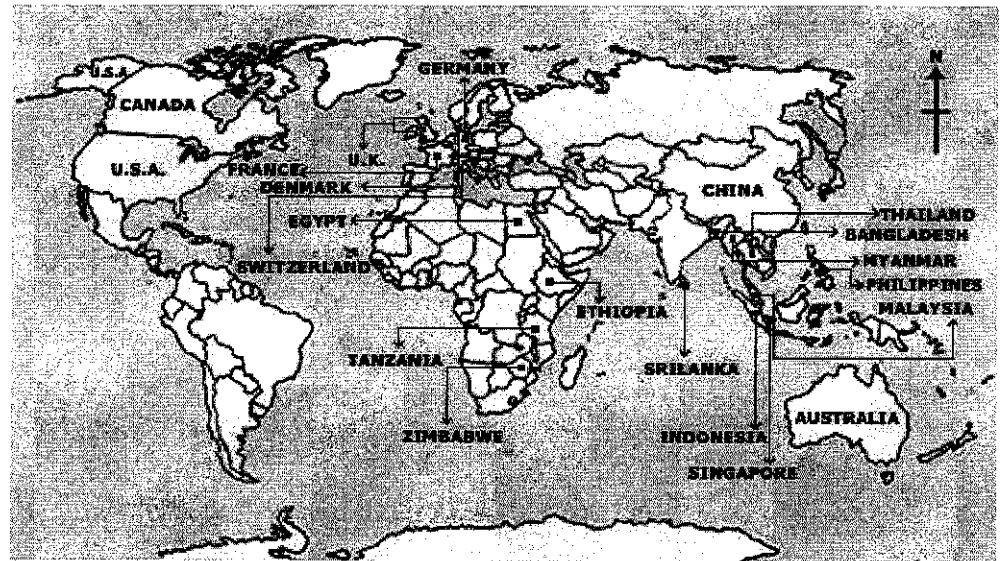 N
GERMANY
U.S.A.
CANADA
U.K.
U.S.A.
FRANCE
DENMARK
CHINA
EGYPT
THAILAND
BANGLADESH
SWITZERLAND
MYANMAR
PHILIPPINES
ETHIOPIA
MALAYSIA
TANZANIA
SRILANKA
AUSTRALIA
ZIMBABWE
INDONESIA
SINGAPORE